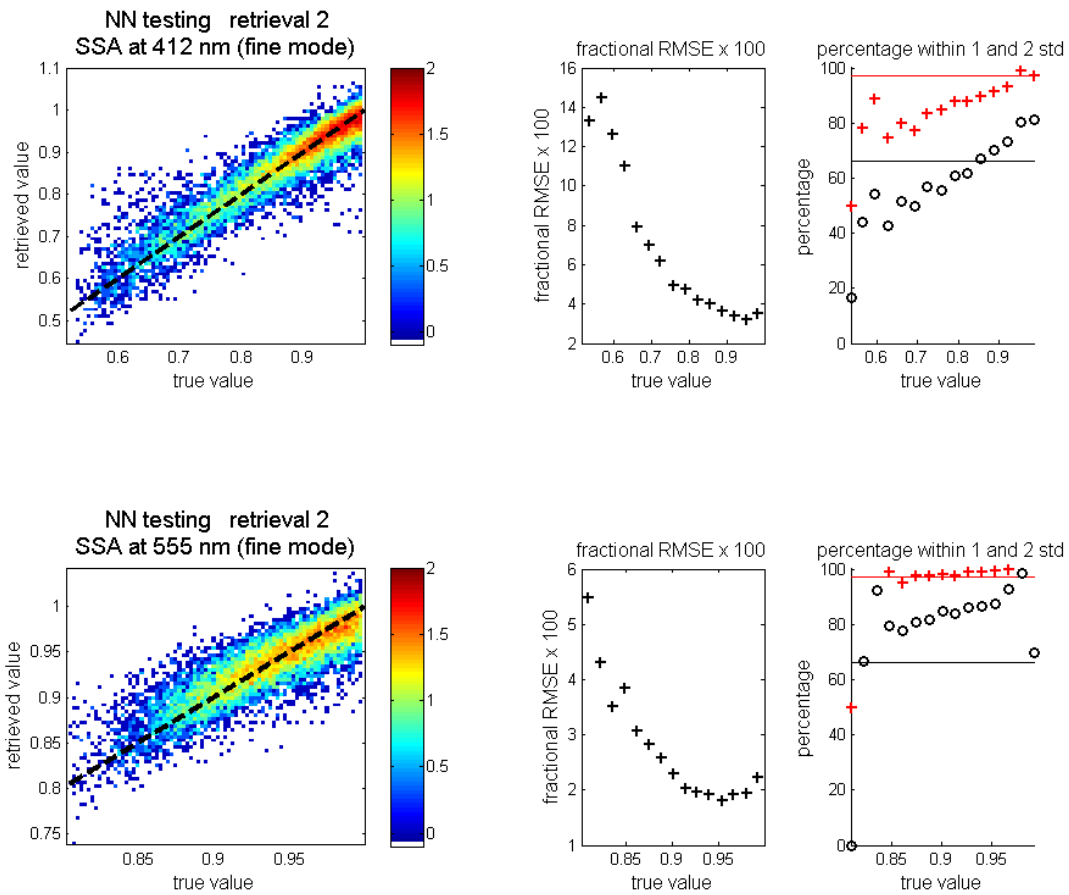 NN testing   retrieval 2
SSA at 412 nm (fine mode)
1.1
1
0.9
0.8
0.7
0.6
0.5
retrieved value
0.6 0.7 0.8 0.9
true value
2
1.5
1
0.5
0
fractional RMSE x 100
16
14
12
10
8
6
4
2
fractional RMSE x 100
0.6 0.7 0.8 0.9
true value
percentage within 1 and 2 std
100
80
60
40
20
0
percentage
0.6 0.7 0.8 0.9
true value
NN testing   retrieval 2
SSA at 555 nm (fine mode)
1
0.95
0.9
0.85
0.8
0.75
retrieved value
0.85 0.9 0.95
true value
2
1.5
1
0.5
0
fractional RMSE x 100
6
5
4
3
2
1
fractional RMSE x 100
0.85 0.95
true value
percentage within 1 and 2 std
100
80
60
40
20
0
percentage
0.85 0.9 0.95
true value